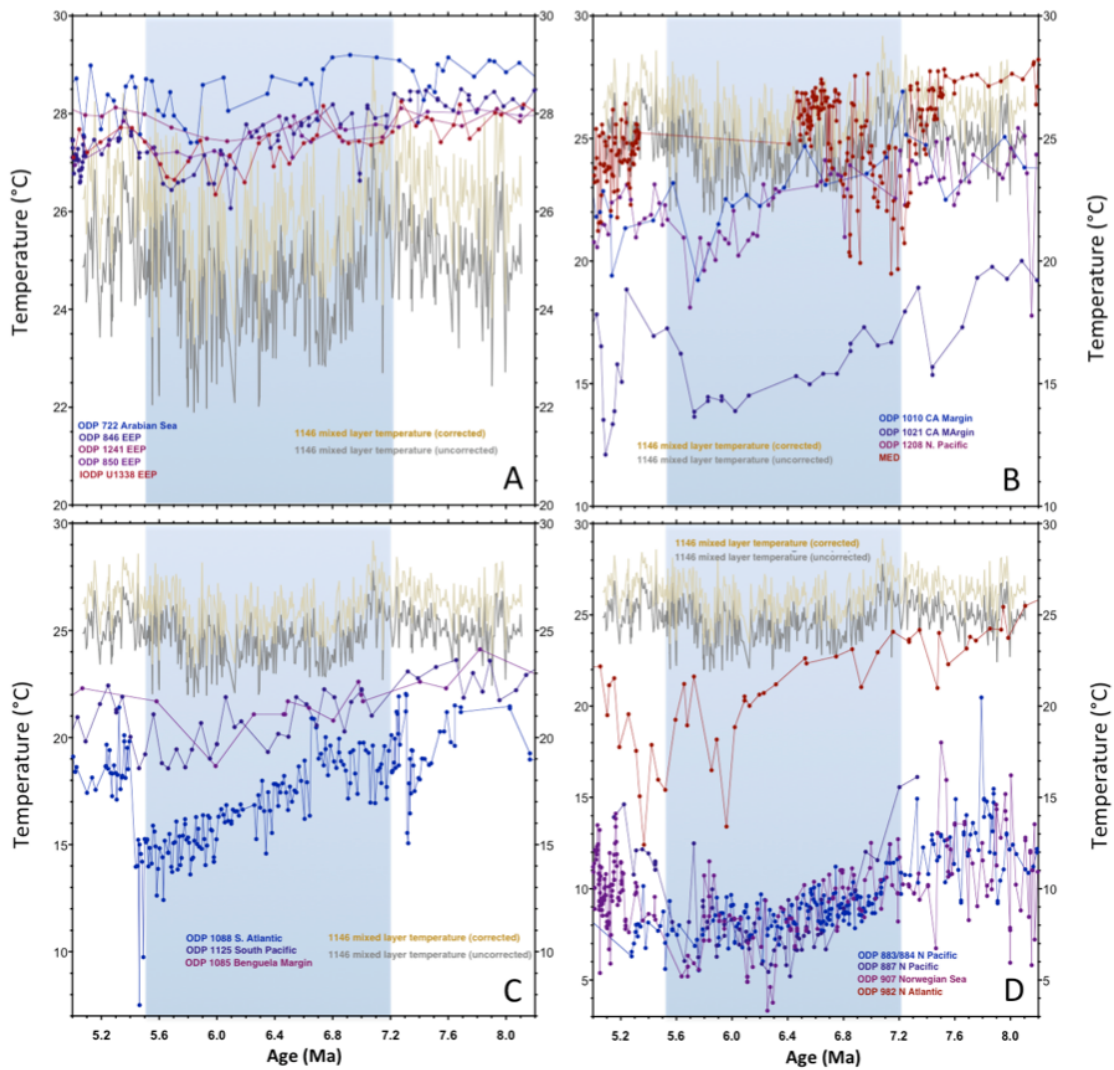 30
28
26
24
22
20
Temperature (°C)
ODP 722 Arabian Sea
ODP 846 EEP
ODP 1241 EEP
ODP 850 EEP
IODP U1338 EEP
1146 mixed layer temperature (corrected)
1146 mixed layer temperature (uncorrected)
A
30
28
26
24
22
20
30
25
20
15
10
1146 mixed layer temperature (corrected)
1146 mixed layer temperature (uncorrected)
ODP 1010 CA Margin
ODP 1021 CA MArgin
ODP 1208 N. Pacific
MED
B
30
25
20
15
10
Temperature (°C)
30
25
20
15
10
Temperature (°C)
ODP 1088 S. Atlantic
ODP 1125 South Pacific
ODP 1085 Benguela Margin
1146 mixed layer temperature (corrected)
1146 mixed layer temperature (uncorrected)
C
5.2
5.6
6.0
6.4
6.8
7.2
7.6
8.0
Age (Ma)
30
25
20
15
10
5
1146 mixed layer temperature (corrected)
1146 mixed layer temperature (uncorrected)
ODP 883/884 N Pacific
ODP 887 N Pacific
ODP 907 Norwegian Sea
ODP 982 N Atlantic
D
30
25
20
15
10
5
Temperature (°C)
5.2
5.6
6.0
6.4
6.8
7.2
7.6
8.0
Age (Ma)